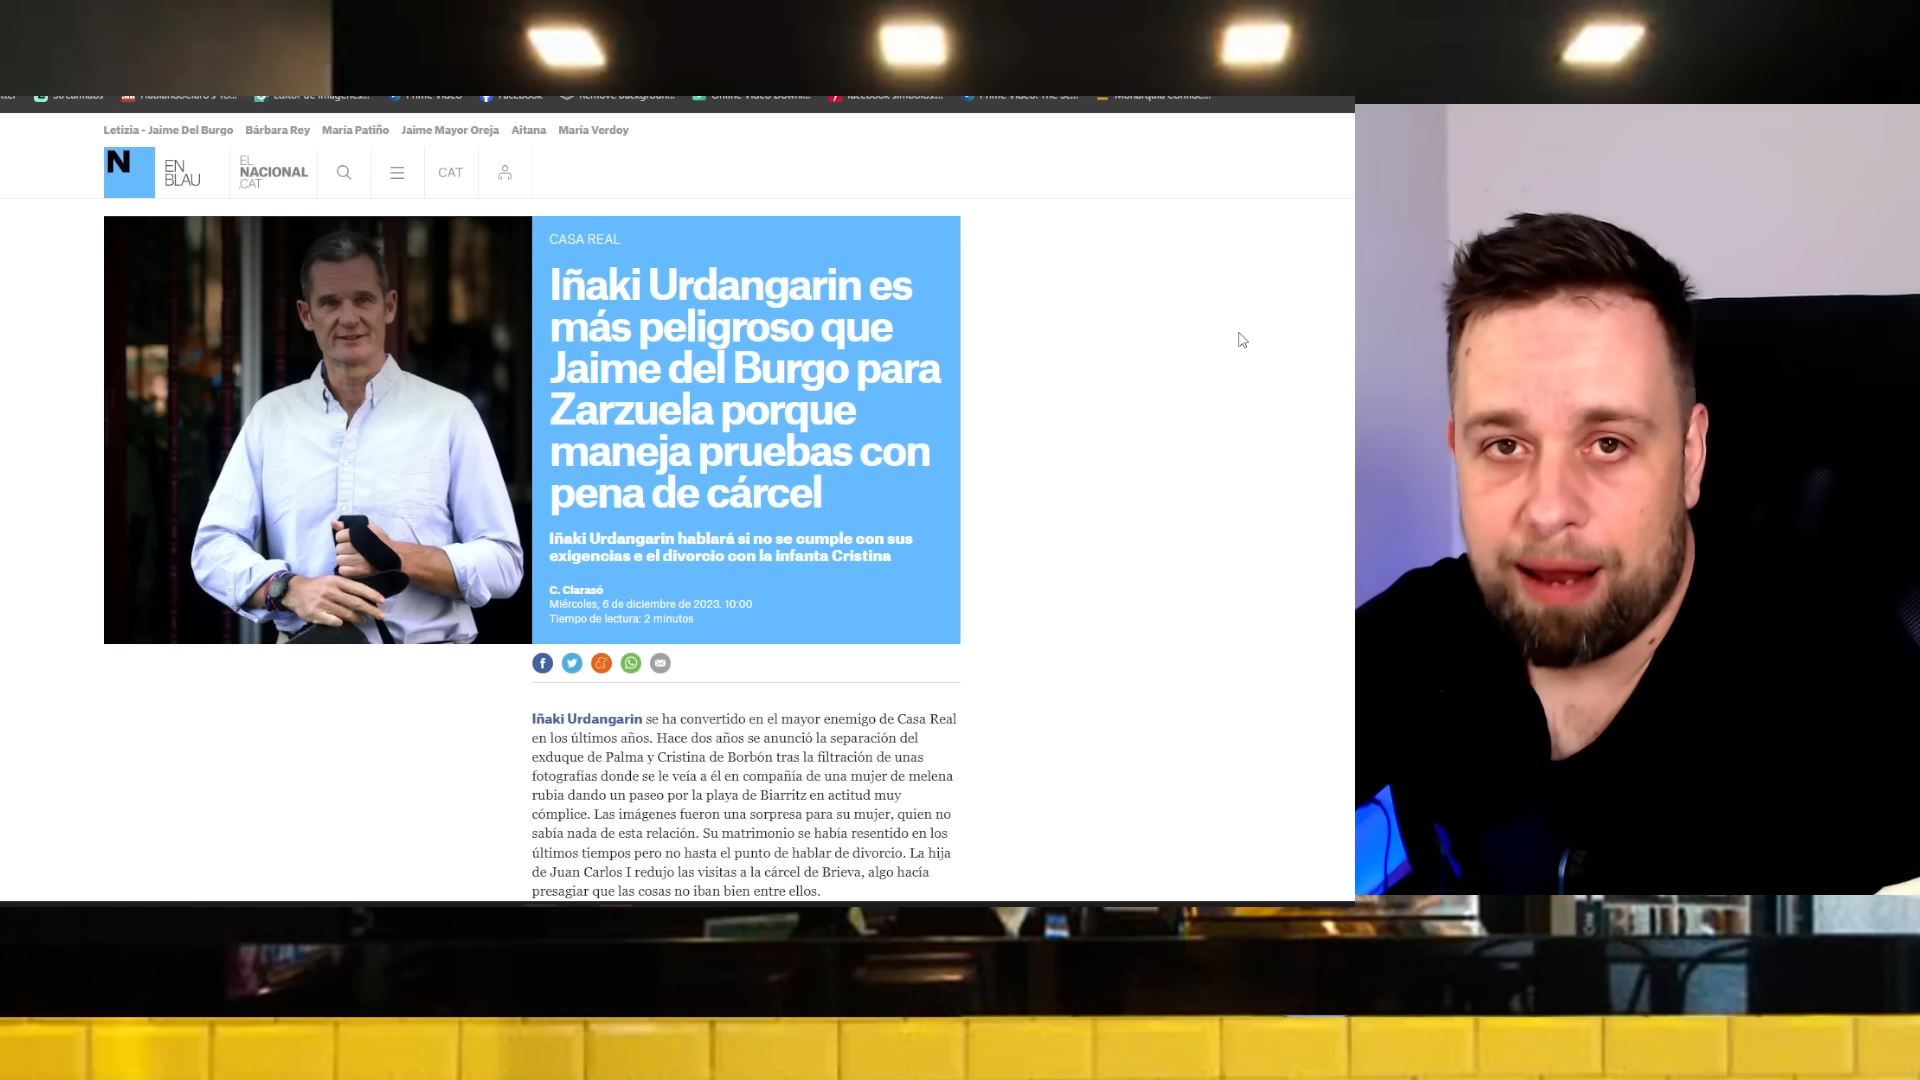 Streamlabs
Prime Video
Facebook
Letizia - Jaime Del Burgo Bárbara Rey María Patiño Jaime Mayor Oreja Aitana María Verdoy
N
EN
BLAU
EL
NACIONAL
.CAT
CAT
CASA REAL
Iñaki Urdangarin es
más peligroso que
Jaime del Burgo para
Zarzuela porque
maneja pruebas con
pena de cárcel
Iñaki Urdangarin hablará si no se cumple con sus
exigencias e el divorcio con la infanta Cristina
C. Clarasó
Miércoles, 6 de diciembre de 2023. 10:00
Tiempo de lectura: 2 minutos
Iñaki Urdangarin se ha convertido en el mayor enemigo de Casa Real
en los últimos años. Hace dos años se anunció la separación del
exduque de Palma y Cristina de Borbón tras la filtración de unas
fotografías donde se le veía a él en compañía de una mujer de melena
rubia dando un paseo por la playa de Biarritz en actitud muy
cómplice. Las imágenes fueron una sorpresa para su mujer, quien no
sabía nada de esta relación. Su matrimonio se había resentido en los
últimos tiempos pero no hasta el punto de hablar de divorcio. La hija
de Juan Carlos I redujo las visitas a la cárcel de Brieva, algo hacía
presagiar que las cosas no iban bien entre ellos.